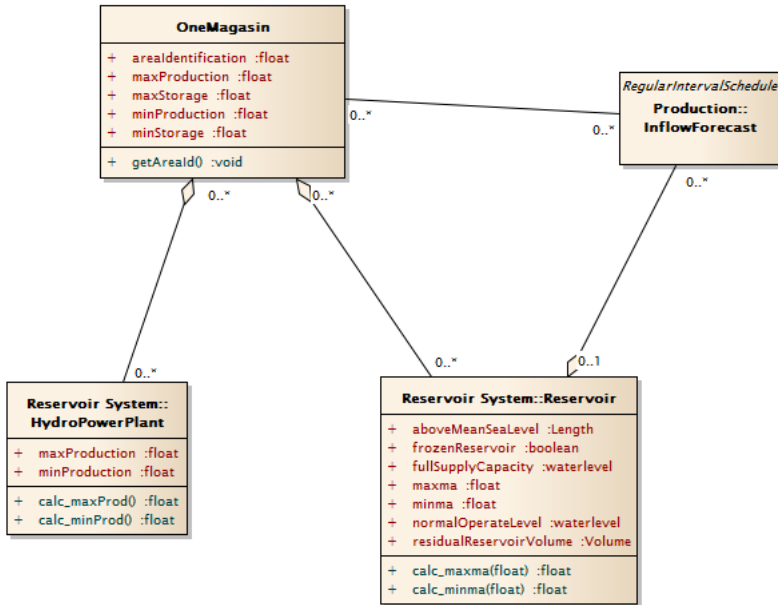 OneMagasin
+ areaIdentification :float
+ maxProduction :float
+ maxStorage :float
+ minProduction :float
+ minStorage :float
+ getAreaId() :void
RegularIntervalSchedule
Production::
InflowForecast
0..*
0..*
0..*
0..*
0..*
0..*
0..*
0..1
Reservoir System::
HydroPowerPlant
+ maxProduction :float
+ minProduction :float
+ calc_maxProd() :float
+ calc_minProd() :float
Reservoir System::Reservoir
+ aboveMeanSeaLevel :Length
+ frozenReservoir :boolean
+ fullSupplyCapacity :waterlevel
+ maxma :float
+ minma :float
+ normalOperateLevel :waterlevel
+ residualReservoirVolume :Volume
+ calc_maxma(float) :float
+ calc_minma(float) :float